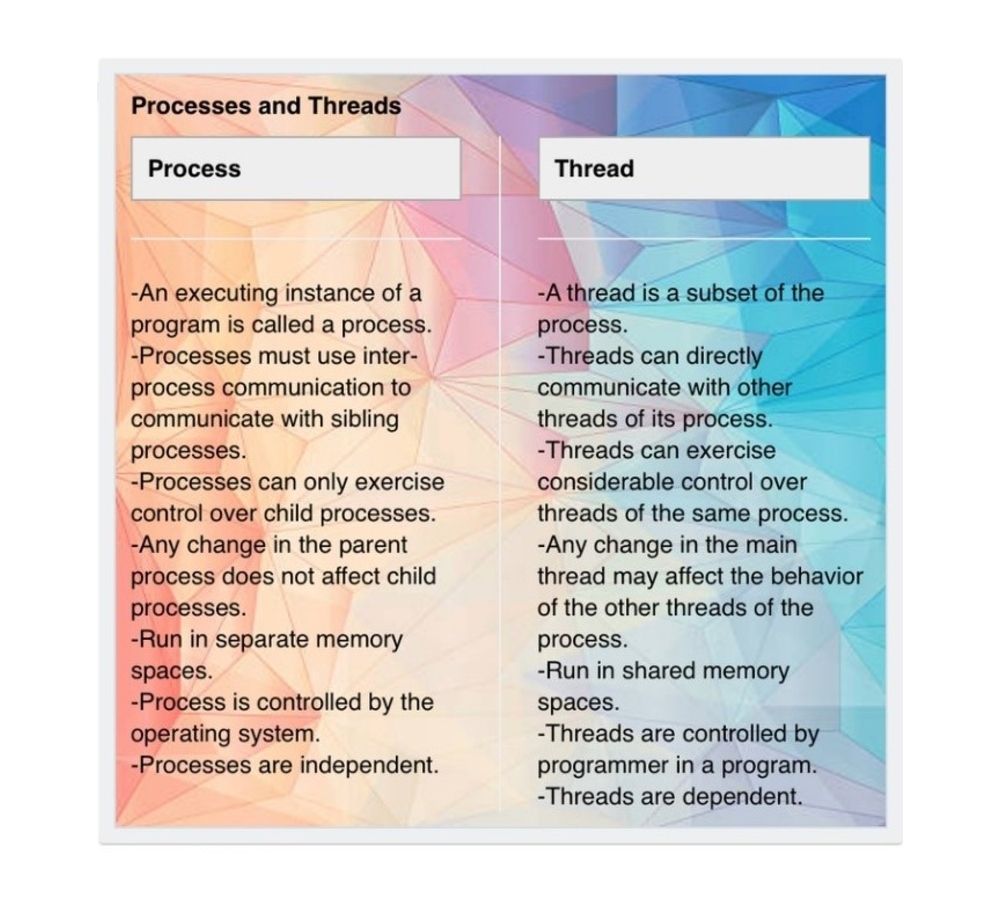 Processes and Threads
Process
-An executing instance of a
program is called a process.
-Processes must use inter-
process communication to
communicate with sibling
processes.
-Processes can only exercise
control over child processes.
-Any change in the parent
process does not affect child
processes.
-Run in separate memory
spaces.
-Process is controlled by the
operating system.
-Processes are independent.
Thread
-A thread is a subset of the
process.
-Threads can directly
communicate with other
threads of its process.
-Threads can exercise
considerable control over
threads of the same process.
-Any change in the main
thread may affect the behavior
of the other threads of the
process.
-Run in shared memory
spaces.
-Threads are controlled by
programmer in a program.
-Threads are dependent.